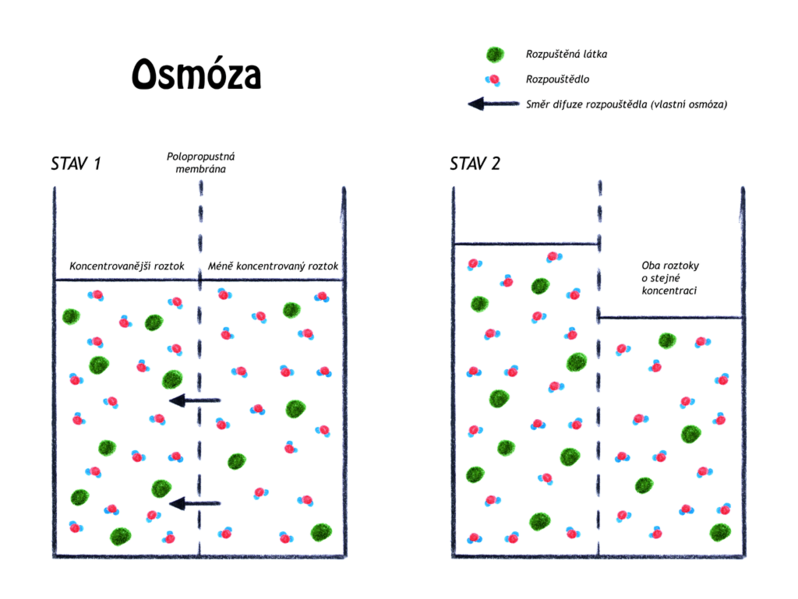 Osmóza
Rozpuštěná látka
Rozpouštědlo
Směr difuze rozpouštědla (vlastní osmóza)
STAV 1
Polopropustná
membrána
Koncentrovanějši roztok
Méně koncentrovaný roztok
STAV 2
Oba roztoky
o stejné
koncentraci